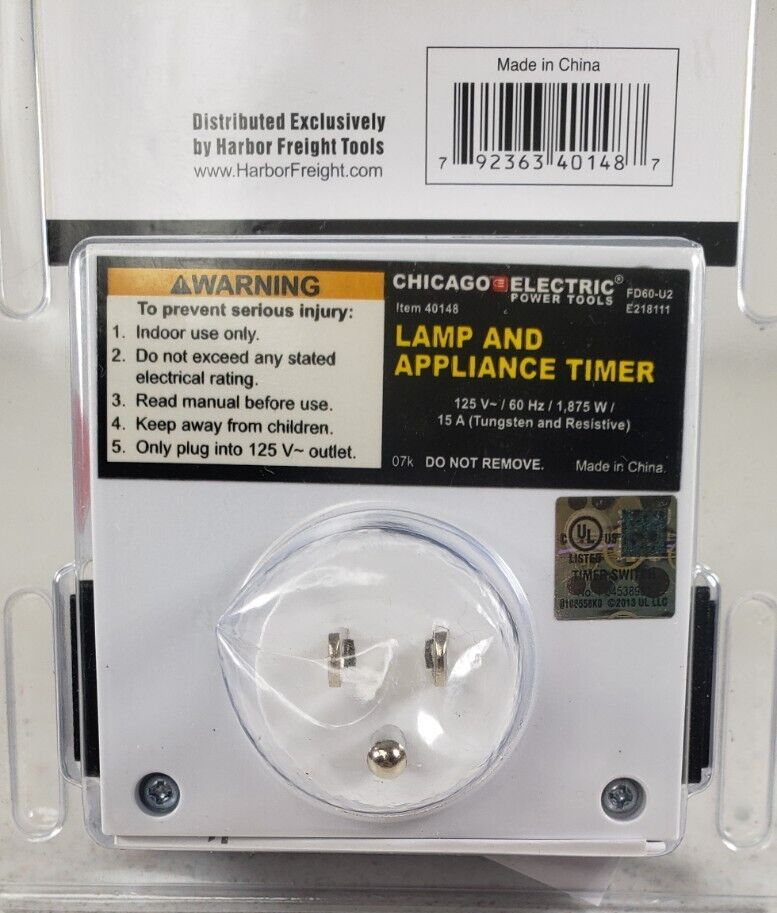 Made in China
7 92363 40148 7
Distributed Exclusively
by Harbor Freight Tools
www.HarborFreight.com
WARNING
To prevent serious injury:
1. Indoor use only.
2. Do not exceed any stated
electrical rating.
3. Read manual before use.
4. Keep away from children.
5. Only plug into 125 V~ outlet.
CHICAGO ELECTRIC®
POWER TOOLS
FD60-U2
Item 40148
E218111
LAMP AND
APPLIANCE TIMER
125 V~ / 60 Hz / 1,875 W /
15 A (Tungsten and Resistive)
07k DO NOT REMOVE. Made in China.
C UL US
LISTED
TIMER SWITCH
©2013 UL LLC